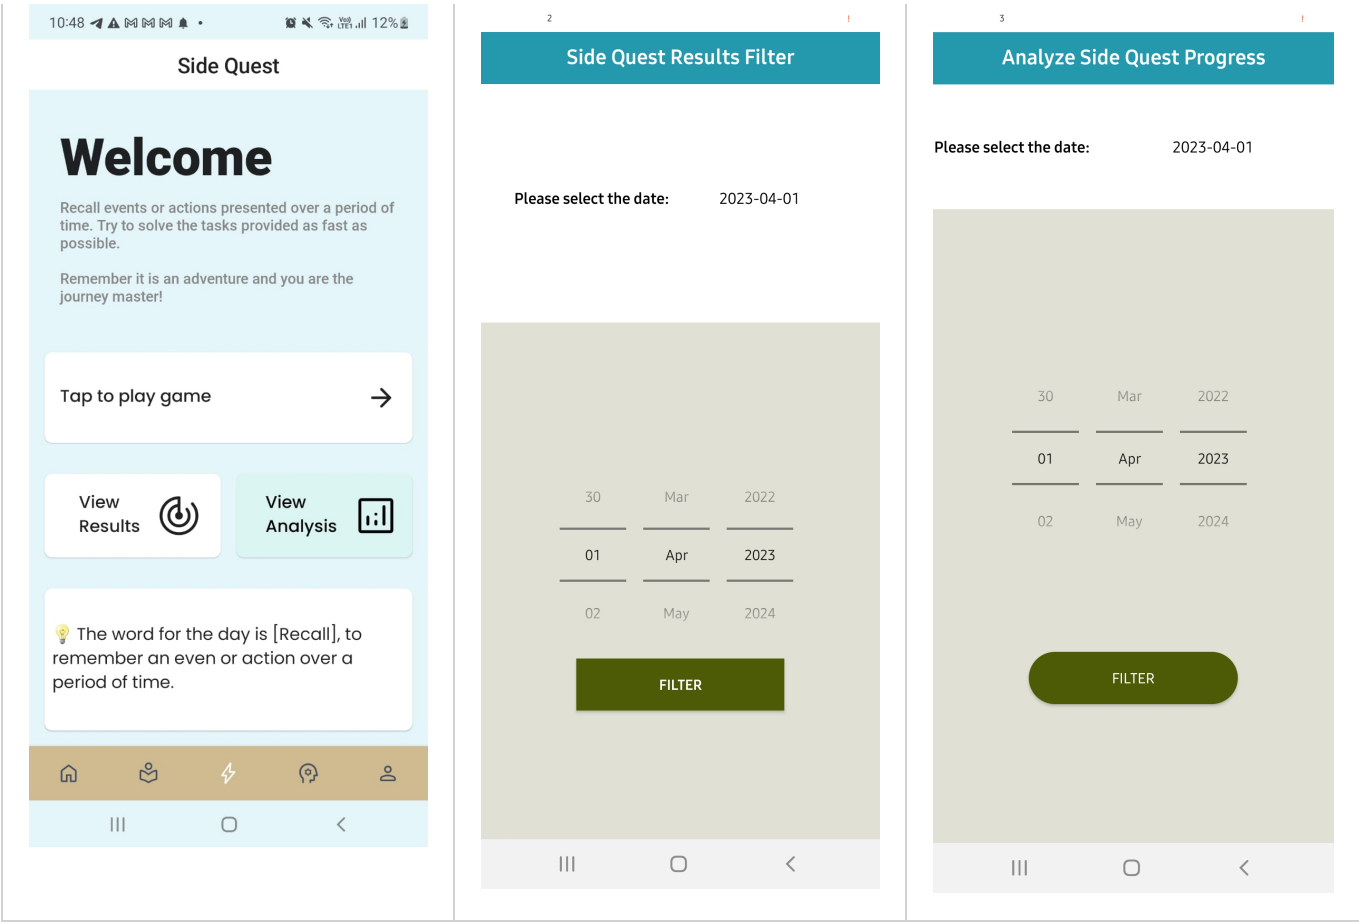 10:48
Vo))
LTE1
12%
Side Quest
Welcome
Recall events or actions presented over a period of
time. Try to solve the tasks provided as fast as
possible.
Remember it is an adventure and you are the
journey master!
Tap to play game
View
Results
View
Analysis
💡 The word for the day is [Recall], to
remember an even or action over a
period of time.
2
!
Side Quest Results Filter
Please select the date: 2023-04-01
30 Mar 2022
01 Apr 2023
02 May 2024
FILTER
3
!
Analyze Side Quest Progress
Please select the date: 2023-04-01
30 Mar 2022
01 Apr 2023
02 May 2024
FILTER